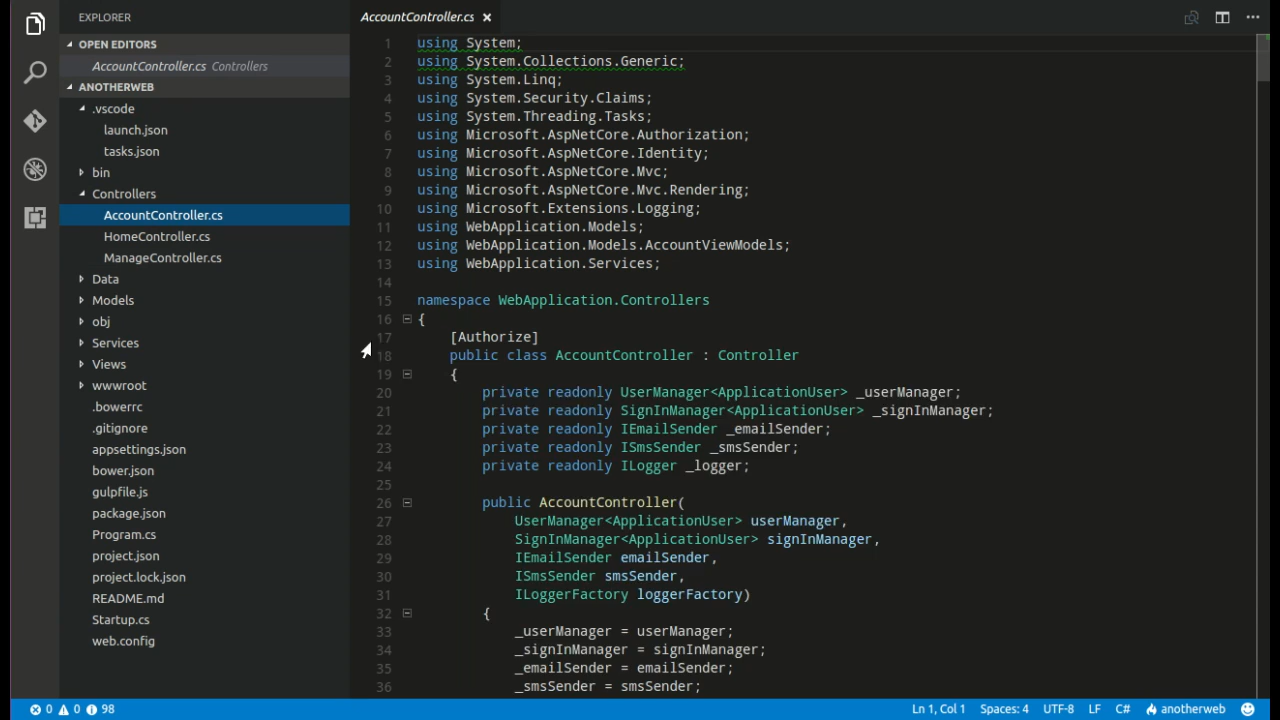 EXPLORER
OPEN EDITORS
AccountController.cs Controllers
ANOTHERWEB
.vscode
launch.json
tasks.json
bin
Controllers
AccountController.cs
HomeController.cs
ManageController.cs
Data
Models
obj
Services
Views
wwwroot
.bowerrc
.gitignore
appsettings.json
bower.json
gulpfile.js
package.json
Program.cs
project.json
project.lock.json
README.md
Startup.cs
web.config
AccountController.cs
1 using System;
2 using System.Collections.Generic;
3 using System.Linq;
4 using System.Security.Claims;
5 using System.Threading.Tasks;
6 using Microsoft.AspNetCore.Authorization;
7 using Microsoft.AspNetCore.Identity;
8 using Microsoft.AspNetCore.Mvc;
9 using Microsoft.AspNetCore.Mvc.Rendering;
10 using Microsoft.Extensions.Logging;
11 using WebApplication.Models;
12 using WebApplication.Models.AccountViewModels;
13 using WebApplication.Services;
14
15 namespace WebApplication.Controllers
16 {
17 [Authorize]
18 public class AccountController : Controller
19 {
20 private readonly UserManager<ApplicationUser> _userManager;
21 private readonly SignInManager<ApplicationUser> _signInManager;
22 private readonly IEmailSender _emailSender;
23 private readonly ISmsSender _smsSender;
24 private readonly ILogger _logger;
25
26 public AccountController(
27 UserManager<ApplicationUser> userManager,
28 SignInManager<ApplicationUser> signInManager,
29 IEmailSender emailSender,
30 ISmsSender smsSender,
31 ILoggerFactory loggerFactory)
32 {
33 _userManager = userManager;
34 _signInManager = signInManager;
35 _emailSender = emailSender;
36 _smsSender = smsSender;
0 0 98 Ln 1, Col 1 Spaces: 4 UTF-8 LF C# anotherweb